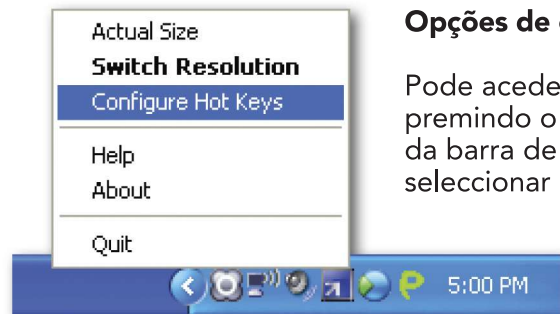 Actual Size
Switch Resolution
Configure Hot Keys
Help
About
Quit
5:00 PM
Opções de
Pode acede
premindo o
da barra de
seleccionar